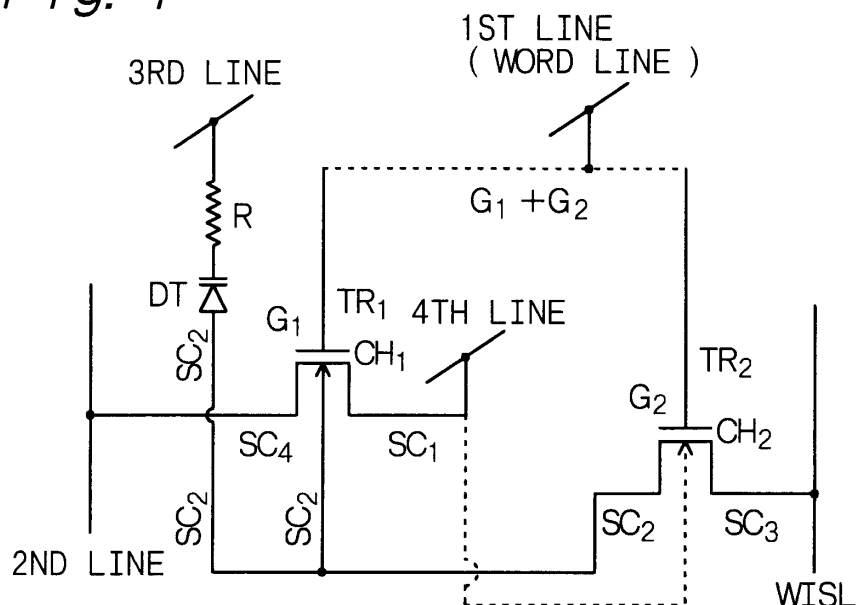 Fig. 1
1ST LINE
( WORD LINE )
3RD LINE
G1 +G2
R
DT
G1
TR1
4TH LINE
SC2
CH1
TR2
G2
CH2
SC4
SC1
SC2
SC2
SC2
SC3
2ND LINE
WISL